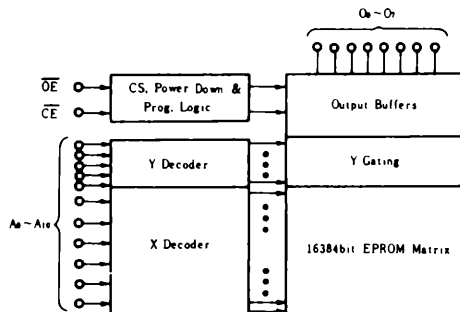 O₀ ~ O₇
OE
CE
CS, Power Down &
Prog. Logic
Output Buffers
Y Decoder
Y Gating
A₀ ~ A₁₀
X Decoder
16384bit EPROM Matrix